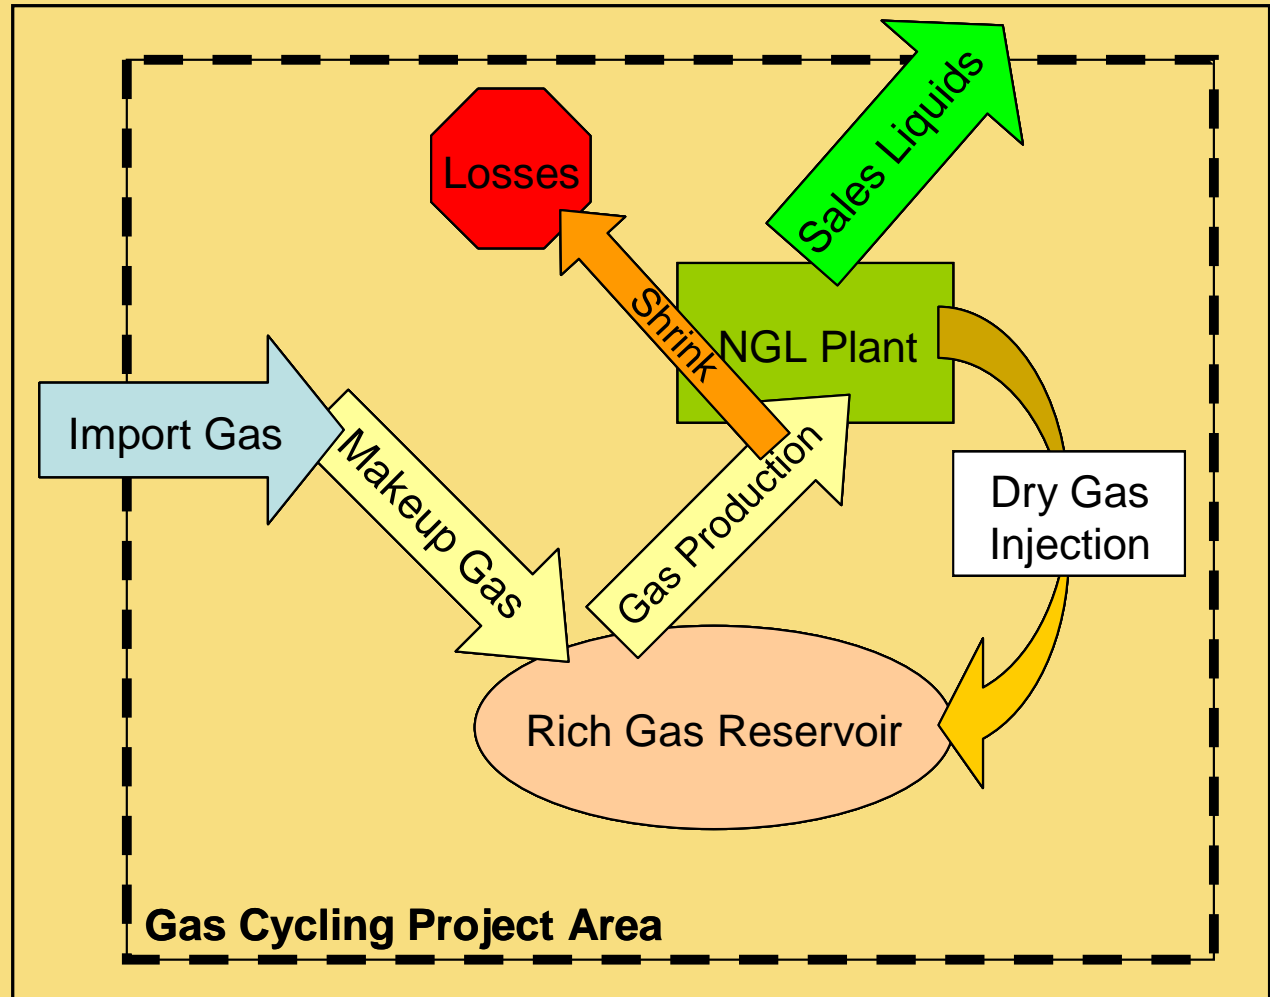 Sales Liquids
Losses
Shrink
NGL Plant
Import Gas
Makeup Gas
Gas Production
Dry Gas
Injection
Rich Gas Reservoir
Gas Cycling Project Area